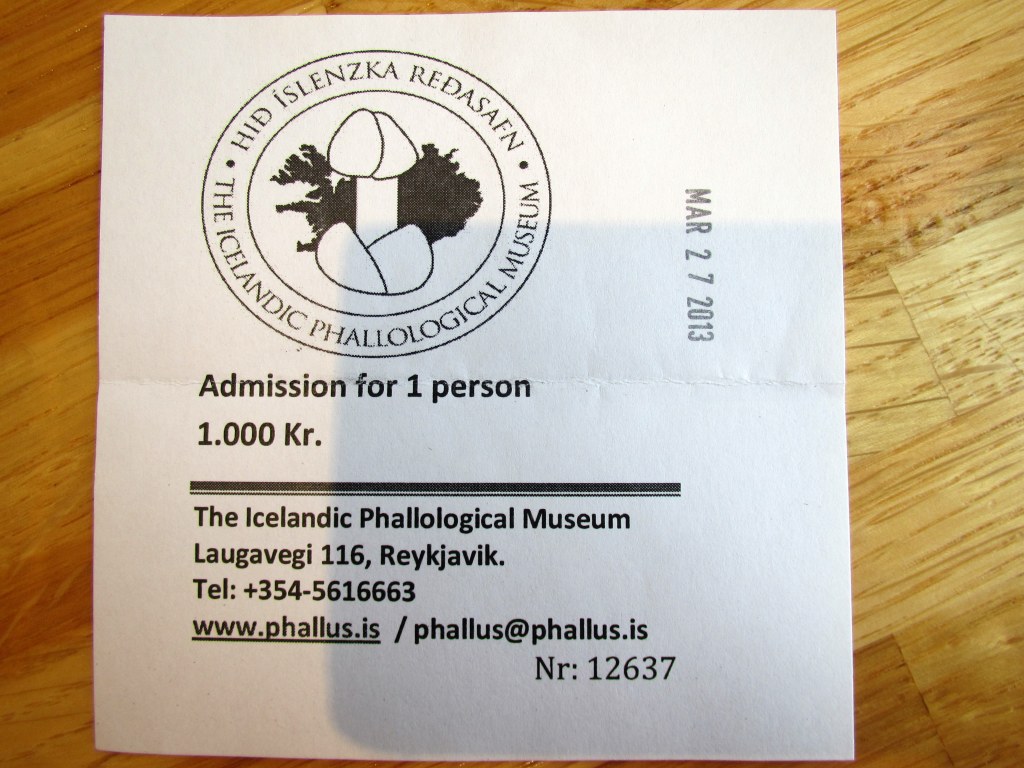 • HIÐ ÍSLENZKA REÐASAFN •
THE ICELANDIC PHALLOLOGICAL MUSEUM
MAR 27 2013
Admission for 1 person
1.000 Kr.
The Icelandic Phallological Museum
Laugavegi 116, Reykjavik.
Tel: +354-5616663
www.phallus.is / phallus@phallus.is
Nr: 12637